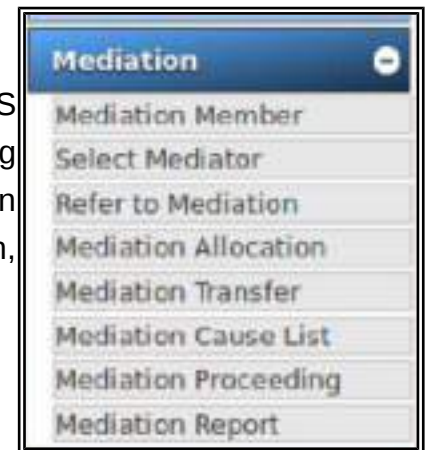 Mediation
Mediation Member
S
Select Mediator
g
Refer to Mediation
n
Mediation Allocation
n,
Mediation Transfer
Mediation Cause List
Mediation Proceeding
Mediation Report